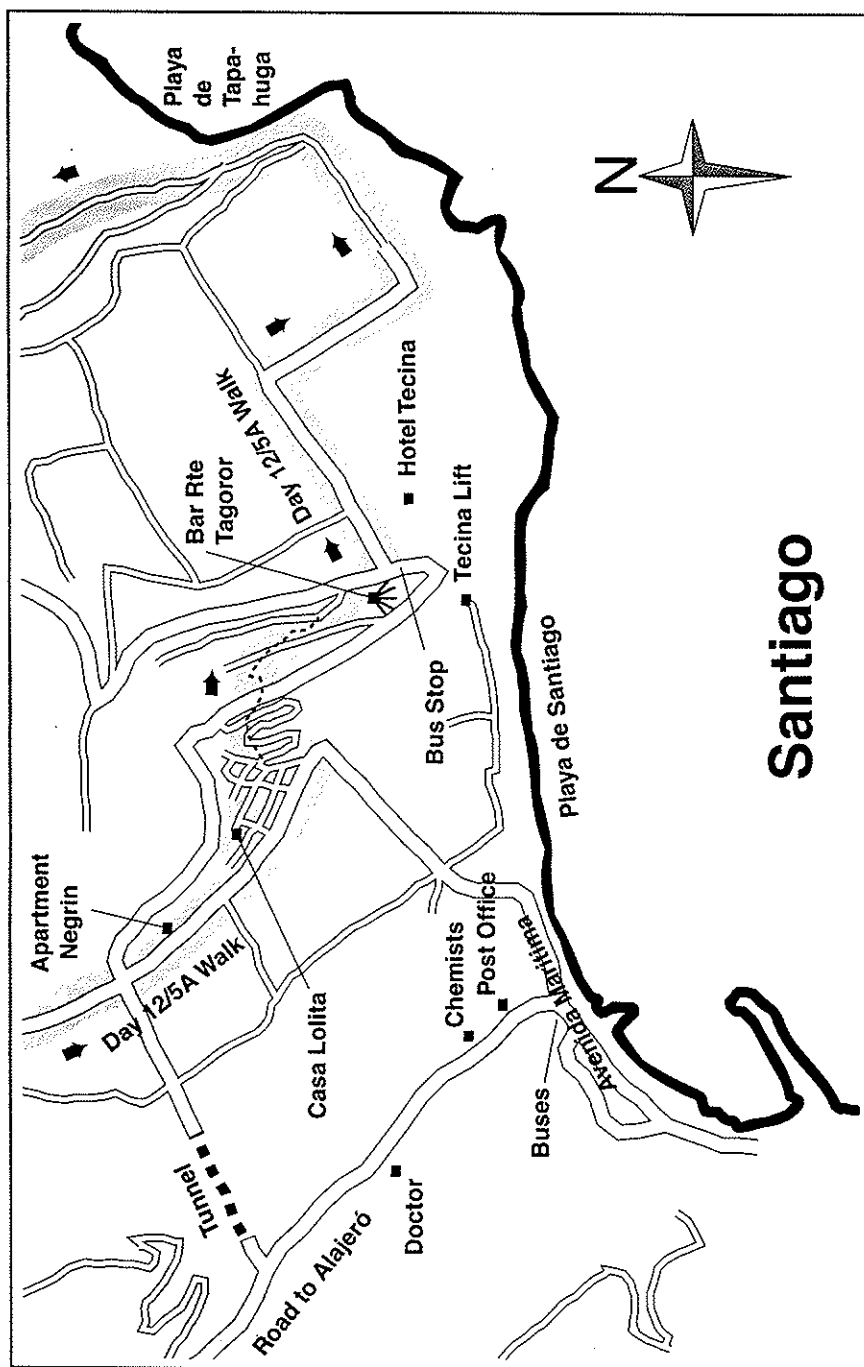 Playa
de
Tapa-
huga
N
Day 12/5A Walk
Bar Rte
Tagoror
Hotel Tecina
Tecina Lift
Bus Stop
Playa de Santiago
Santiago
Apartment
Negrin
Day 12/5A Walk
Casa Lolita
Chemists
Post Office
Avenida Marítima
Buses
Tunnel
Doctor
Road to Alajeró